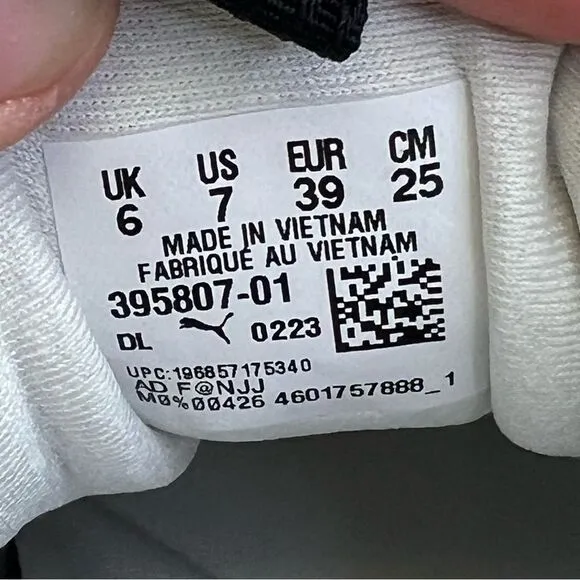 UK US EUR CM
6 7 39 25
MADE IN VIETNAM
FABRIQUÉ AU VIETNAM
395807-01
DL 0223
UPC:196857175340
AD F@NJJ
M0%00426 4601757888_1